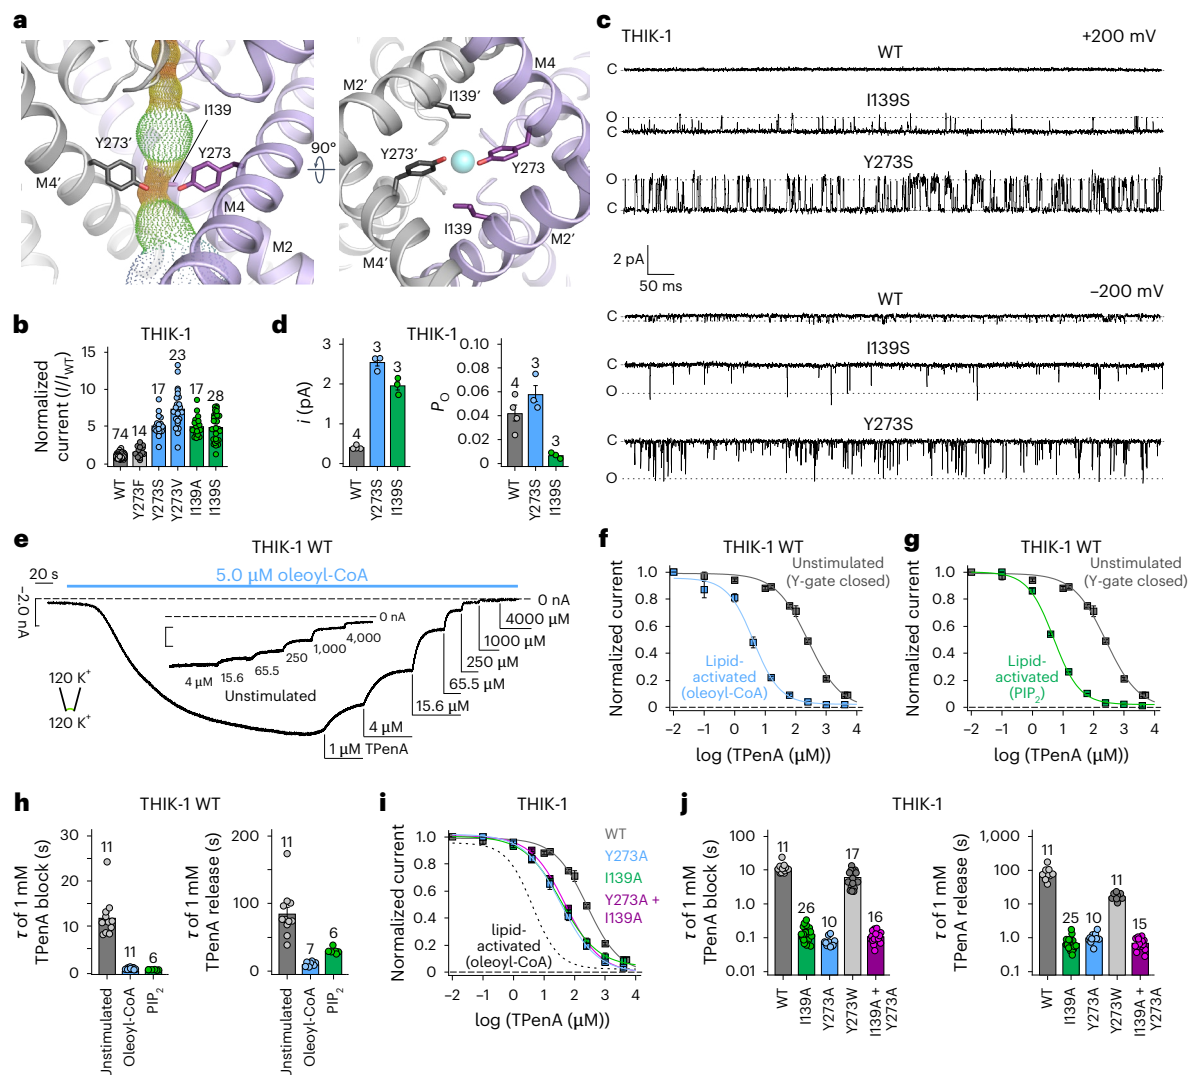 a
I139
Y273′
Y273
M4′
M4
M2
90°
M4
M2′
I139′
Y273′
Y273
I139
M4′
M2′
b
THIK-1
Normalized
current (I/IWT)
15
10
5
0
74
14
17
23
17
28
WT
Y273F
Y273S
Y273V
I139A
I139S
c
THIK-1
+200 mV
WT
C
I139S
O
C
Y273S
O
C
2 pA
50 ms
–200 mV
WT
C
I139S
C
O
Y273S
C
O
d
THIK-1
i (pA)
3
2
1
0
4
3
3
WT
Y273S
I139S
PO
0.10
0.08
0.06
0.04
0.02
0
4
3
3
WT
Y273S
I139S
e
THIK-1 WT
20 s
5.0 μM oleoyl-CoA
–2.0 nA
0 nA
0 nA
4 μM
15.6
65.5
250
1,000
4,000
Unstimulated
120 K+
120 K+
4000 μM
1000 μM
250 μM
65.5 μM
15.6 μM
4 μM
1 μM TPenA
f
THIK-1 WT
Unstimulated
(Y-gate closed)
Normalized current
1.0
0.8
0.6
0.4
0.2
0
Lipid-
activated
(oleoyl-CoA)
–2 –1 0 1 2 3 4
log (TPenA (μM))
g
THIK-1 WT
Unstimulated
(Y-gate closed)
Normalized current
1.0
0.8
0.6
0.4
0.2
0
Lipid-
activated
(PIP2)
–2 –1 0 1 2 3 4
log (TPenA (μM))
h
THIK-1 WT
τ of 1 mM
TPenA block (s)
30
20
10
0
11
11
6
Unstimulated
Oleoyl-CoA
PIP2
τ of 1 mM
TPenA release (s)
200
100
0
11
7
6
Unstimulated
Oleoyl-CoA
PIP2
i
THIK-1
Normalized current
1.0
0.8
0.6
0.4
0.2
0
WT
Y273A
I139A
Y273A +
I139A
lipid-
activated
(oleoyl-CoA)
–2 –1 0 1 2 3 4
log (TPenA (μM))
j
THIK-1
τ of 1 mM
TPenA block (s)
100
10
1.0
0.1
0.01
11
26
10
17
16
WT
I139A
Y273A
Y273W
I139A +
Y273A
τ of 1 mM
TPenA release (s)
1,000
100
10
1.0
0.1
11
25
10
11
15
WT
I139A
Y273A
Y273W
I139A +
Y273A